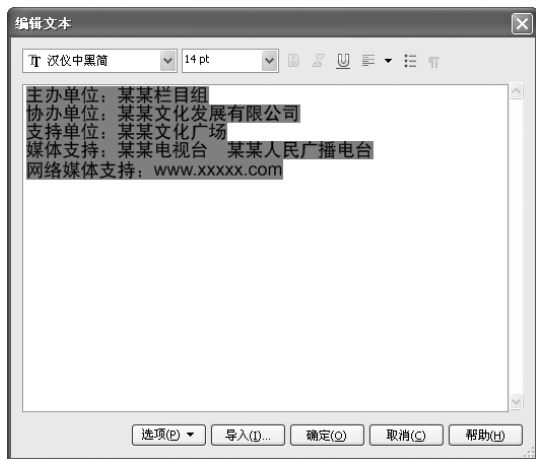 编辑文本
汉仪中黑简 14 pt B U
主办单位：某某栏目组
协办单位：某某文化发展有限公司
支持单位：某某文化广场
媒体支持：某某电视台　某某人民广播电台
网络媒体支持：www.xxxxx.com
选项(P) 导入(I)... 确定(O) 取消(C) 帮助(H)